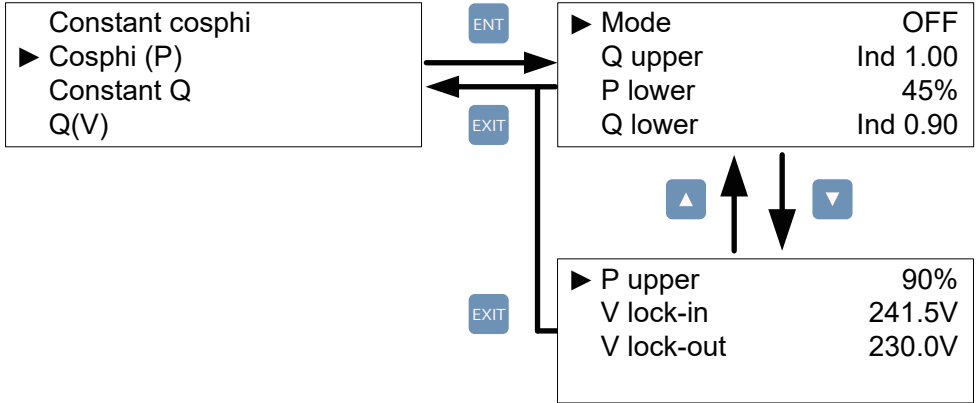 Constant cosphi
► Cosphi (P)
Constant Q
Q(V)
ENT
EXIT
► Mode OFF
Q upper Ind 1.00
P lower 45%
Q lower Ind 0.90
▲
▼
EXIT
► P upper 90%
V lock-in 241.5V
V lock-out 230.0V